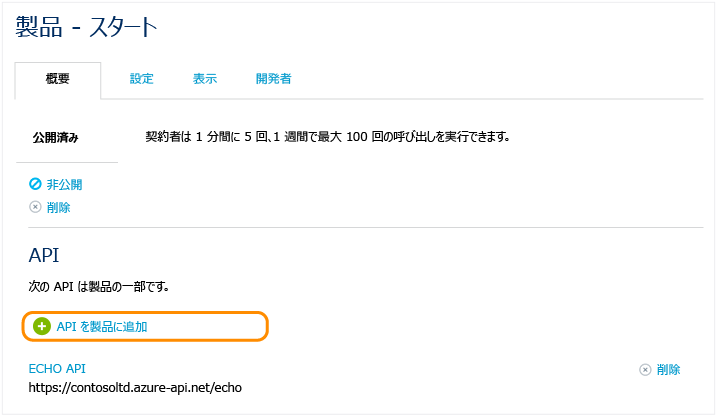 製品 - スタート
概要 設定 表示 開発者
公開済み 契約者は 1 分間に 5 回、1 週間で最大 100 回の呼び出しを実行できます。
非公開
削除
API
次の API は製品の一部です。
API を製品に追加
ECHO API 削除
https://contosoltd.azure-api.net/echo